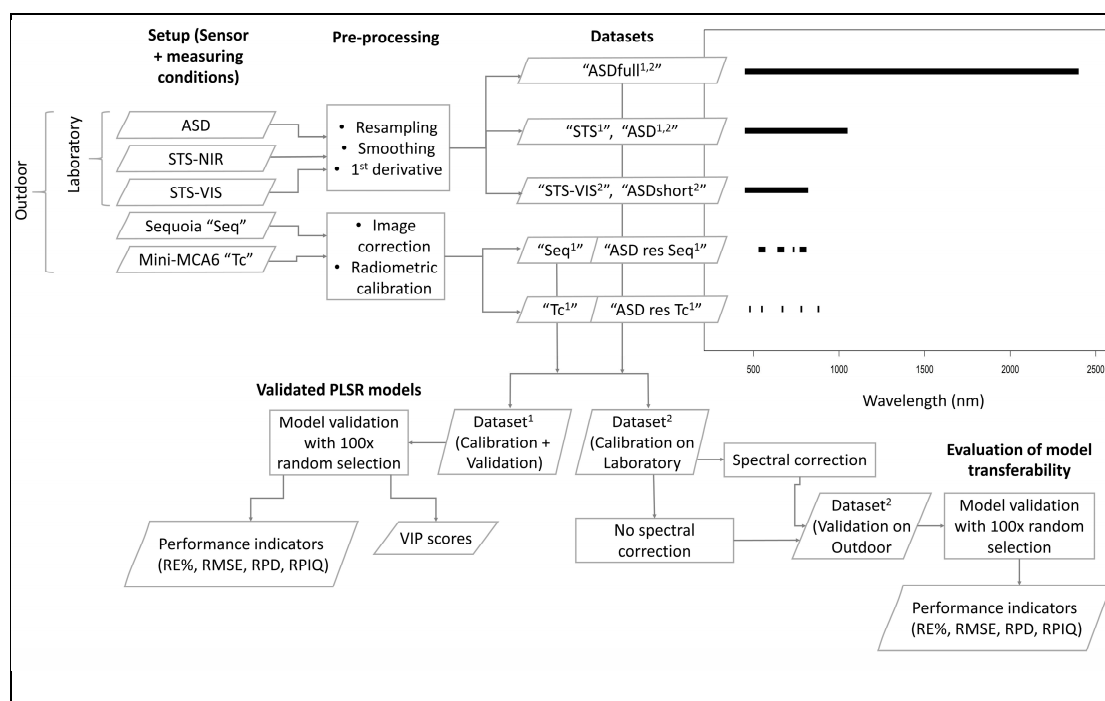 Setup (Sensor
+ measuring
conditions)
Pre-processing
Datasets
Outdoor
Laboratory
ASD
STS-NIR
STS-VIS
Sequoia “Seq”
Mini-MCA6 “Tc”
• Resampling
• Smoothing
• 1st derivative
• Image
correction
• Radiometric
calibration
“ASDfull1,2”
“STS1”, “ASD1,2”
“STS-VIS2”, “ASDshort2”
“Seq1” “ASD res Seq1”
“Tc1” “ASD res Tc1”
500 1000 1500 2000 2500
Wavelength (nm)
Validated PLSR models
Model validation
with 100x
random selection
Dataset1
(Calibration +
Validation)
Dataset2
(Calibration on
Laboratory
Spectral correction
No spectral
correction
Dataset2
(Validation on
Outdoor
Evaluation of model
transferability
Model validation
with 100x random
selection
Performance indicators
(RE%, RMSE, RPD, RPIQ)
VIP scores
Performance indicators
(RE%, RMSE, RPD, RPIQ)